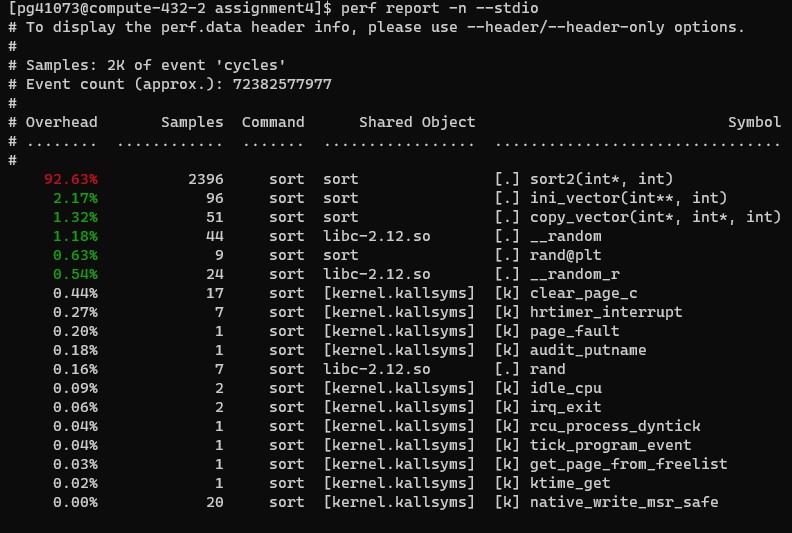 [pg41073@compute-432-2 assignment4]$ perf report -n --stdio
# To display the perf.data header info, please use --header/--header-only options.
#
# Samples: 2K of event 'cycles'
# Event count (approx.): 72382577977
#
# Overhead       Samples  Command      Shared Object                             Symbol
# ........  ............  .......  .................  .................................
#
    92.63%          2396     sort  sort               [.] sort2(int*, int)
     2.17%            96     sort  sort               [.] ini_vector(int**, int)
     1.32%            51     sort  sort               [.] copy_vector(int*, int*, int)
     1.18%            44     sort  libc-2.12.so       [.] __random
     0.63%             9     sort  sort               [.] rand@plt
     0.54%            24     sort  libc-2.12.so       [.] __random_r
     0.44%            17     sort  [kernel.kallsyms]  [k] clear_page_c
     0.27%             7     sort  [kernel.kallsyms]  [k] hrtimer_interrupt
     0.20%             1     sort  [kernel.kallsyms]  [k] page_fault
     0.18%             1     sort  [kernel.kallsyms]  [k] audit_putname
     0.16%             7     sort  libc-2.12.so       [.] rand
     0.09%             2     sort  [kernel.kallsyms]  [k] idle_cpu
     0.06%             2     sort  [kernel.kallsyms]  [k] irq_exit
     0.04%             1     sort  [kernel.kallsyms]  [k] rcu_process_dyntick
     0.04%             1     sort  [kernel.kallsyms]  [k] tick_program_event
     0.03%             1     sort  [kernel.kallsyms]  [k] get_page_from_freelist
     0.02%             1     sort  [kernel.kallsyms]  [k] ktime_get
     0.00%            20     sort  [kernel.kallsyms]  [k] native_write_msr_safe